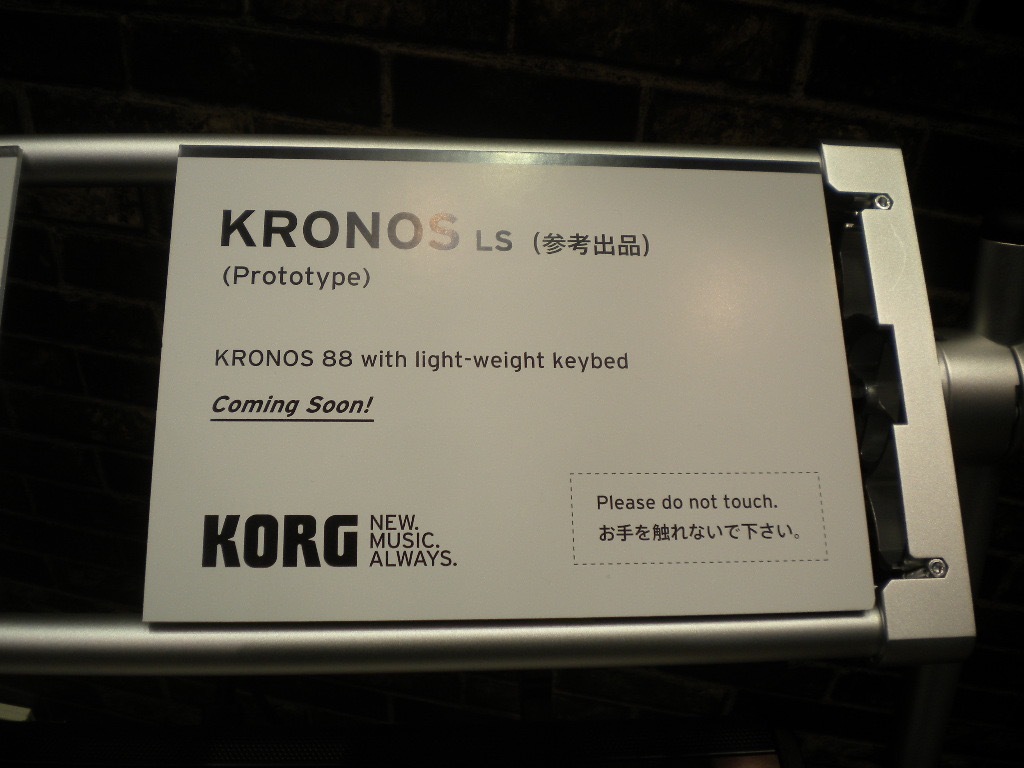 KRONOS LS (参考出品)
(Prototype)
KRONOS 88 with light-weight keybed
Coming Soon!
KORG NEW.
MUSIC.
ALWAYS.
Please do not touch.
お手を触れないで下さい。